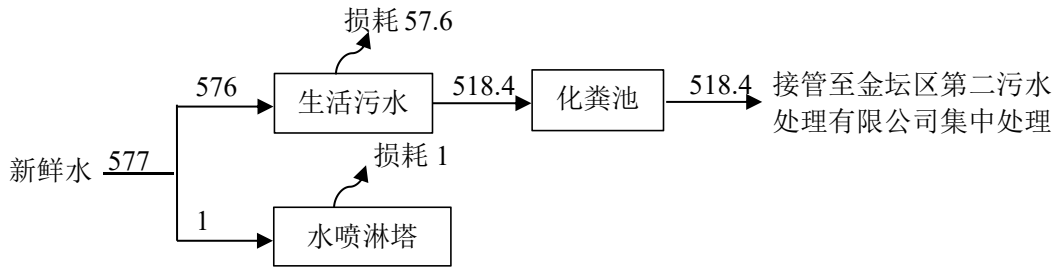 损耗 57.6
576
生活污水
518.4
化粪池
518.4
接管至金坛区第二污水
处理有限公司集中处理
新鲜水
577
损耗 1
1
水喷淋塔